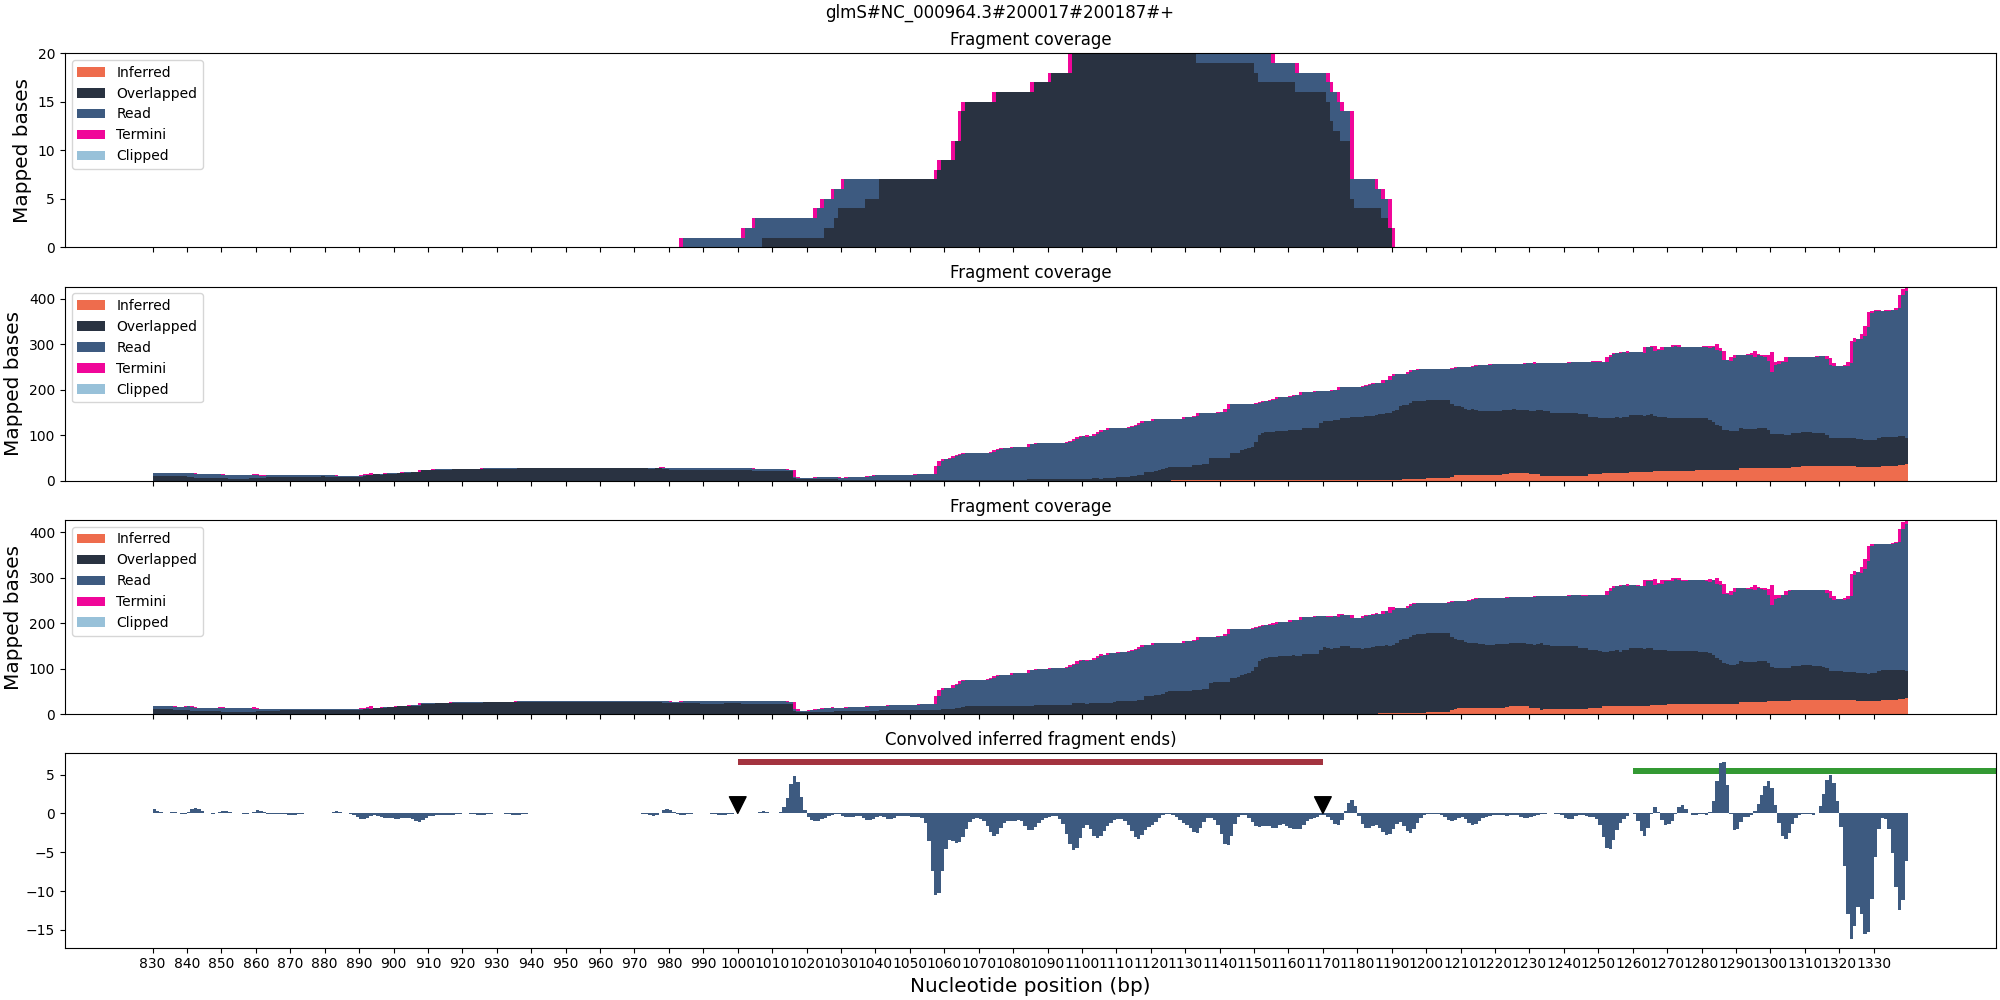 glmS#NC_000964.3#200017#200187#+
Fragment coverage
20
15
10
5
0
Mapped bases
Inferred
Overlapped
Read
Termini
Clipped
Fragment coverage
400
300
200
100
0
Mapped bases
Inferred
Overlapped
Read
Termini
Clipped
Fragment coverage
400
300
200
100
0
Mapped bases
Inferred
Overlapped
Read
Termini
Clipped
Convolved inferred fragment ends)
5
0
−5
−10
−15
830 840 850 860 870 880 890 900 910 920 930 940 950 960 970 980 990 1000 1010 1020 1030 1040 1050 1060 1070 1080 1090 1100 1110 1120 1130 1140 1150 1160 1170 1180 1190 1200 1210 1220 1230 1240 1250 1260 1270 1280 1290 1300 1310 1320 1330
Nucleotide position (bp)